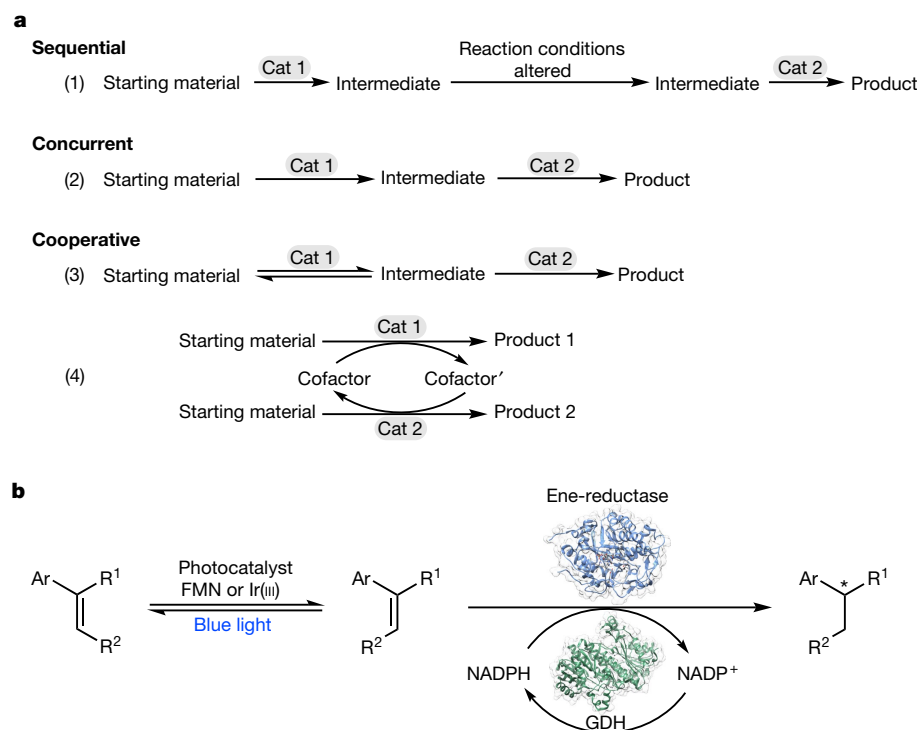 a
Sequential
(1) Starting material Cat 1 Intermediate Reaction conditions altered Intermediate Cat 2 Product
Concurrent
(2) Starting material Cat 1 Intermediate Cat 2 Product
Cooperative
(3) Starting material Cat 1 Intermediate Cat 2 Product
(4)
Starting material Cat 1 Product 1
Cofactor Cofactor′
Starting material Cat 2 Product 2
b
Ar R¹
R²
Photocatalyst
FMN or Ir(III)
Blue light
Ar R¹
R²
Ene-reductase
NADPH NADP⁺
GDH
Ar * R¹
R²